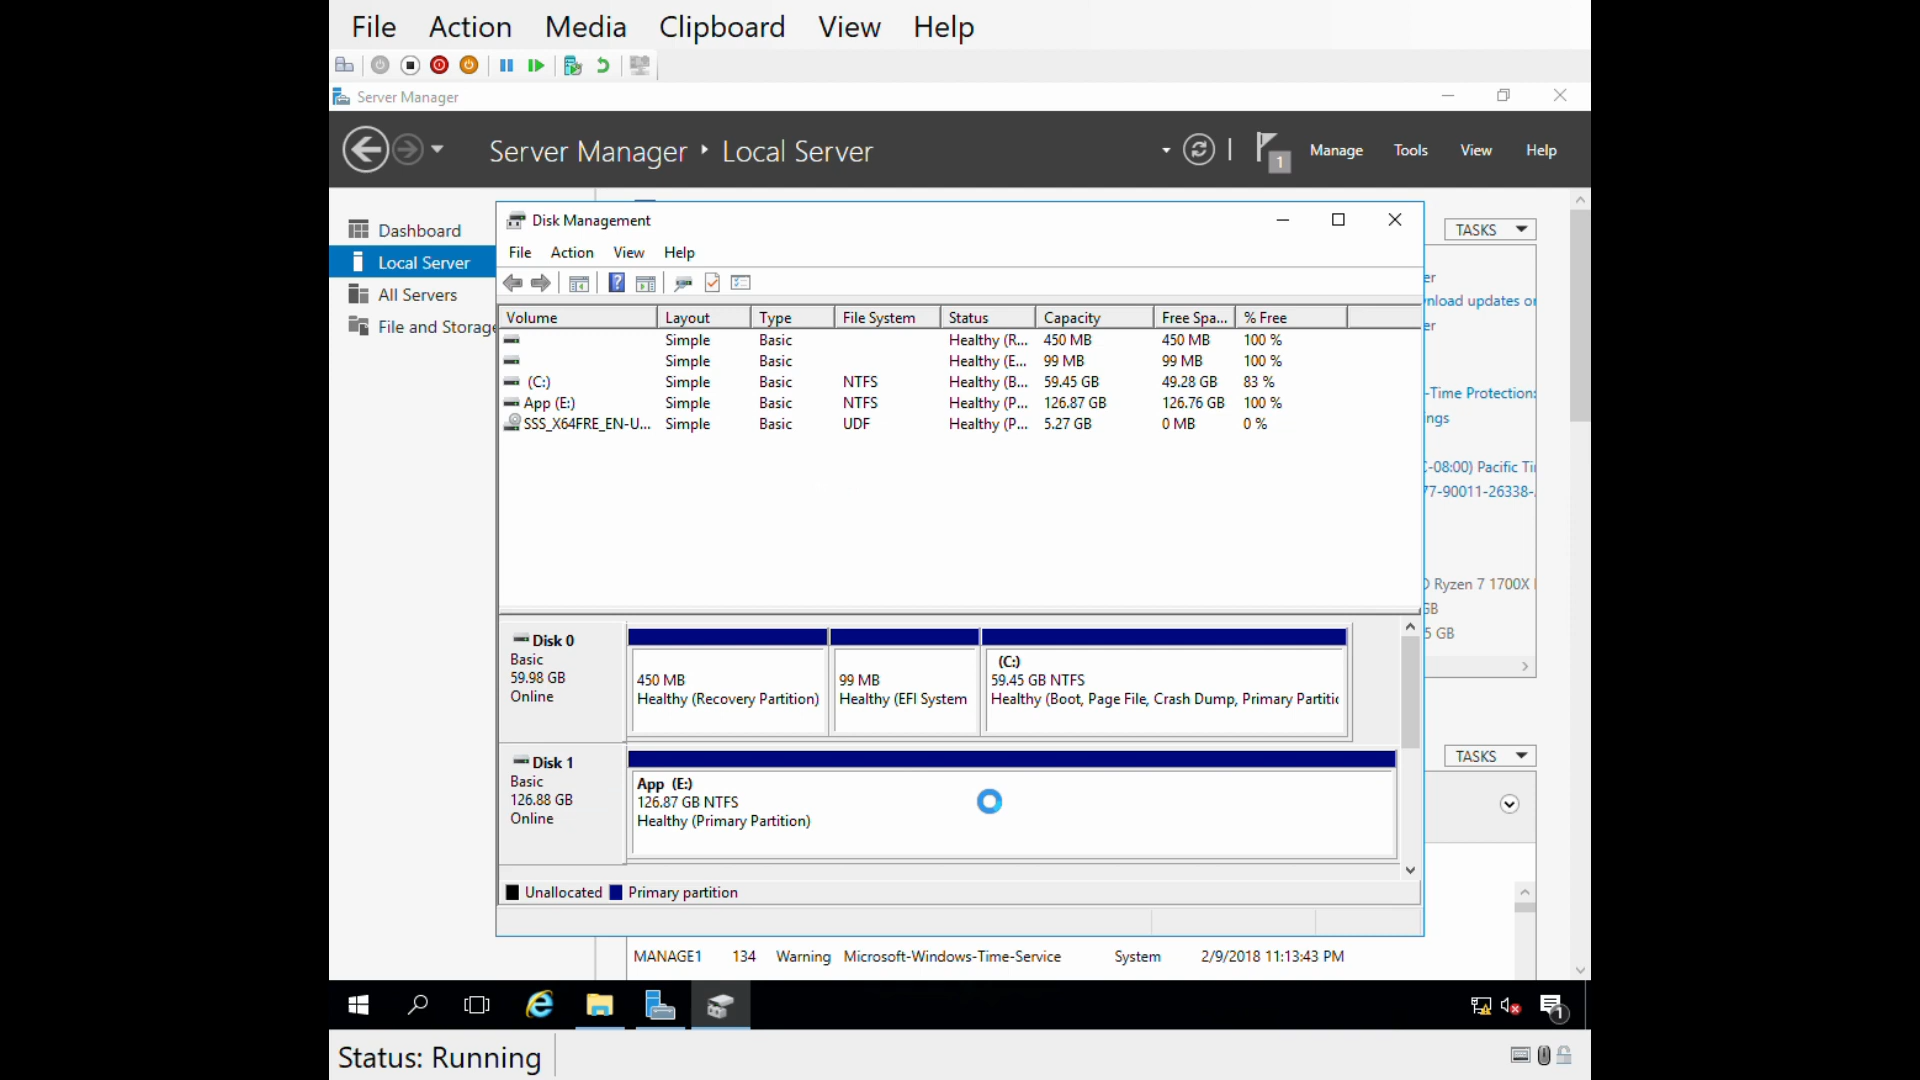 File Action Media Clipboard View Help
Server Manager
Server Manager Local Server
1 Manage Tools View Help
Dashboard
Local Server
All Servers
File and Storage
TASKS
Disk Management
File Action View Help
Volume Layout Type File System Status Capacity Free Spa... % Free
Simple Basic Healthy (R... 450 MB 450 MB 100 %
Simple Basic Healthy (E... 99 MB 99 MB 100 %
(C:) Simple Basic NTFS Healthy (B... 59.45 GB 49.28 GB 83 %
App (E:) Simple Basic NTFS Healthy (P... 126.87 GB 126.76 GB 100 %
SSS_X64FRE_EN-U... Simple Basic UDF Healthy (P... 5.27 GB 0 MB 0 %
er
nload updates or
er
-Time Protection:
ngs
-08:00) Pacific Ti
77-90011-26338-
Ryzen 7 1700X
GB
5 GB
Disk 0
Basic
59.98 GB
Online
450 MB
Healthy (Recovery Partition)
99 MB
Healthy (EFI System
(C:)
59.45 GB NTFS
Healthy (Boot, Page File, Crash Dump, Primary Partitic
Disk 1
Basic
126.88 GB
Online
App (E:)
126.87 GB NTFS
Healthy (Primary Partition)
TASKS
Unallocated Primary partition
MANAGE1 134 Warning Microsoft-Windows-Time-Service System 2/9/2018 11:13:43 PM
1
Status: Running